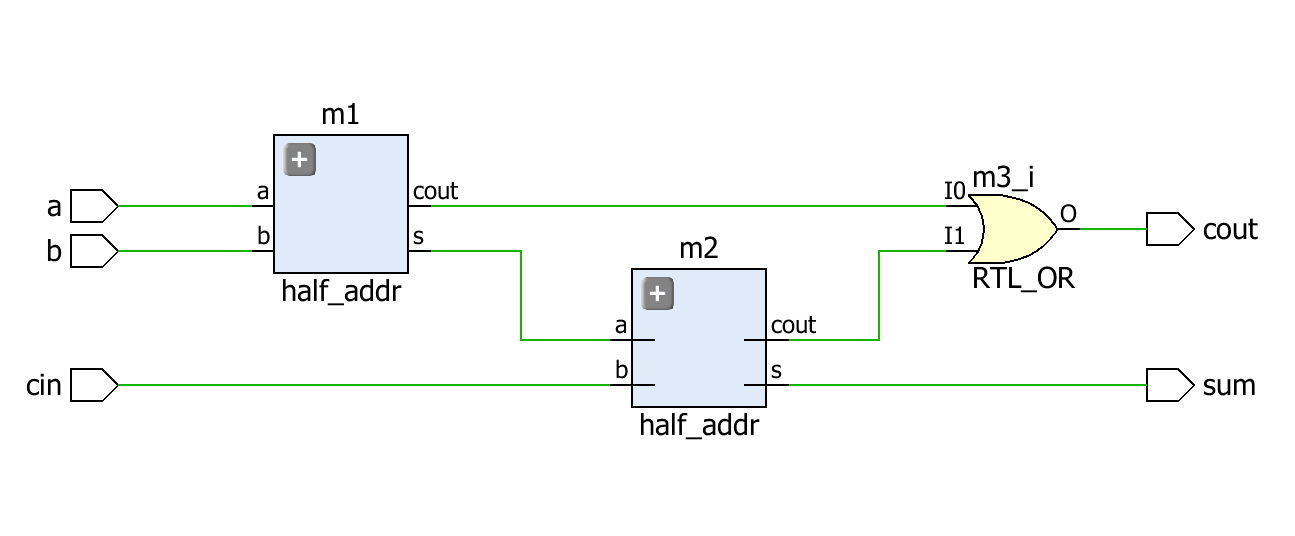 m1
a
b
a
b
cout
s
half_addr
m2
cin
a
b
cout
s
half_addr
m3_i
I0
I1
O
RTL_OR
cout
sum